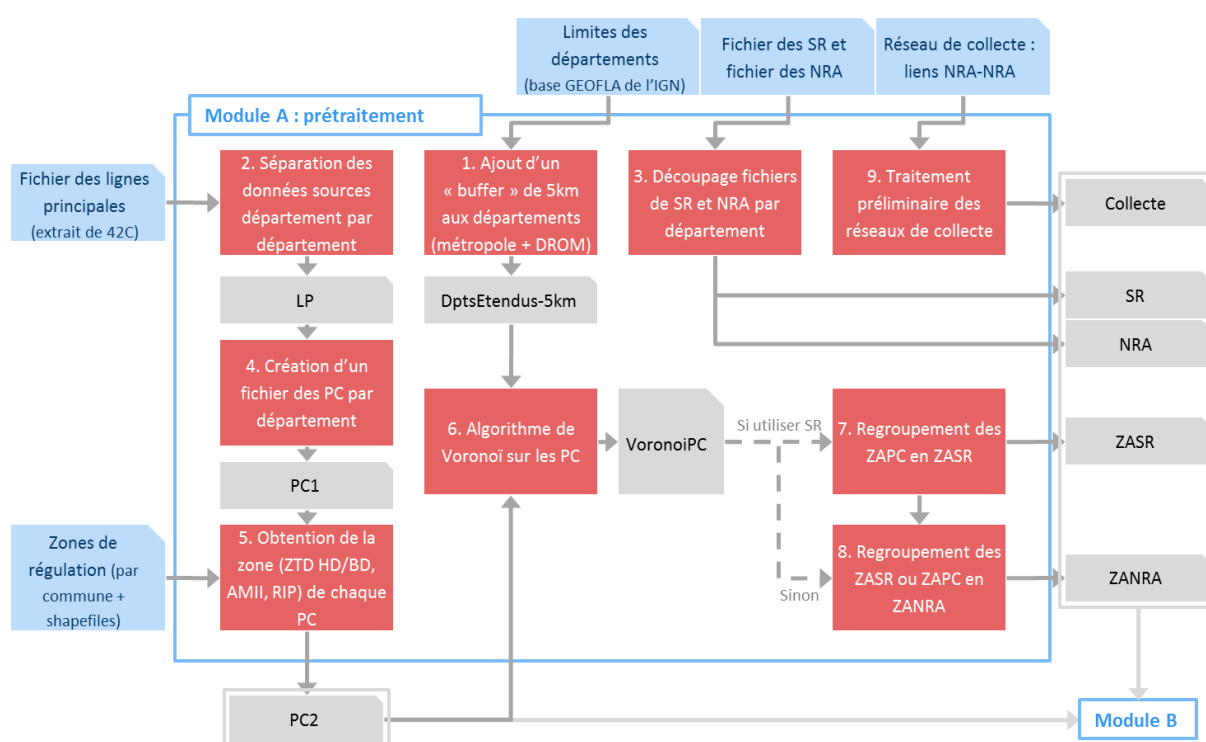 Limites des
départements
(base GEOFLA de l'IGN)
Fichier des SR et
fichier des NRA
Réseau de collecte :
liens NRA-NRA
Module A : prétraitement
Fichier des lignes
principales
(extrait de 42C)
2. Séparation des
données sources
département par
département
1. Ajout d'un
« buffer » de 5km
aux départements
(métropole + DROM)
3. Découpage fichiers
de SR et NRA par
département
9. Traitement
préliminaire des
réseaux de collecte
Collecte
LP
DptsEtendus-5km
SR
NRA
4. Création d'un
fichier des PC par
département
6. Algorithme de
Voronoï sur les PC
VoronoiPC
Si utiliser SR
7. Regroupement des
ZAPC en ZASR
ZASR
PC1
Zones de
régulation (par
commune +
shapefiles)
5. Obtention de la
zone (ZTD HD/BD,
AMII, RIP) de chaque
PC
Sinon
8. Regroupement des
ZASR ou ZAPC en
ZANRA
ZANRA
PC2
Module B